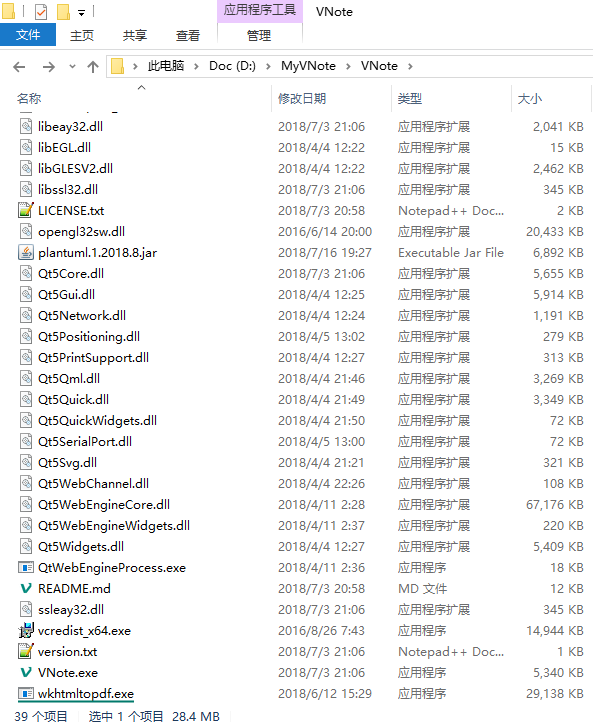 应用程序工具 VNote
文件 主页 共享 查看 管理
此电脑 Doc (D:) MyVNote VNote
名称 修改日期 类型 大小
libeay32.dll 2018/7/3 21:06 应用程序扩展 2,041 KB
libEGL.dll 2018/4/4 12:22 应用程序扩展 15 KB
libGLESV2.dll 2018/4/4 12:22 应用程序扩展 2,462 KB
libssl32.dll 2018/7/3 21:06 应用程序扩展 345 KB
LICENSE.txt 2018/7/3 20:58 Notepad++ Doc... 2 KB
opengl32sw.dll 2016/6/14 20:00 应用程序扩展 20,433 KB
plantuml.1.2018.8.jar 2018/7/16 19:27 Executable Jar File 6,892 KB
Qt5Core.dll 2018/7/3 21:06 应用程序扩展 5,655 KB
Qt5Gui.dll 2018/4/4 12:25 应用程序扩展 5,914 KB
Qt5Network.dll 2018/4/4 12:24 应用程序扩展 1,191 KB
Qt5Positioning.dll 2018/4/5 13:02 应用程序扩展 279 KB
Qt5PrintSupport.dll 2018/4/4 12:27 应用程序扩展 313 KB
Qt5Qml.dll 2018/4/4 21:46 应用程序扩展 3,269 KB
Qt5Quick.dll 2018/4/4 21:49 应用程序扩展 3,349 KB
Qt5QuickWidgets.dll 2018/4/4 21:50 应用程序扩展 72 KB
Qt5SerialPort.dll 2018/4/5 13:00 应用程序扩展 72 KB
Qt5Svg.dll 2018/4/4 21:21 应用程序扩展 321 KB
Qt5WebChannel.dll 2018/4/4 22:26 应用程序扩展 108 KB
Qt5WebEngineCore.dll 2018/4/11 2:28 应用程序扩展 67,176 KB
Qt5WebEngineWidgets.dll 2018/4/11 2:37 应用程序扩展 220 KB
Qt5Widgets.dll 2018/4/4 12:27 应用程序扩展 5,409 KB
QtWebEngineProcess.exe 2018/4/11 2:36 应用程序 18 KB
README.md 2018/7/3 20:58 MD 文件 12 KB
ssleay32.dll 2018/7/3 21:06 应用程序扩展 345 KB
vcredist_x64.exe 2016/8/26 7:43 应用程序 14,944 KB
version.txt 2018/7/3 21:06 Notepad++ Doc... 1 KB
VNote.exe 2018/7/3 21:06 应用程序 5,340 KB
wkhtmltopdf.exe 2018/6/12 15:29 应用程序 29,138 KB
39 个项目 选中 1 个项目 28.4 MB